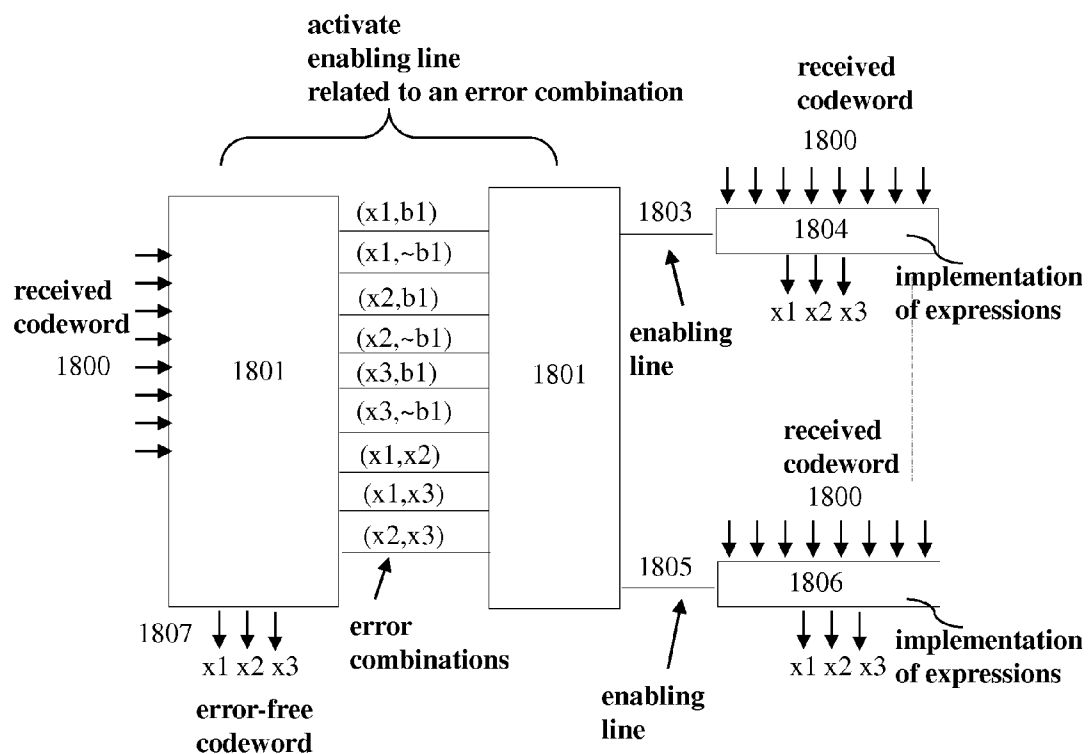 activate
enabling line
related to an error combination
received
codeword
1800
received
codeword
1800
1801
(x1,b1)
(x1,~b1)
(x2,b1)
(x2,~b1)
(x3,b1)
(x3,~b1)
(x1,x2)
(x1,x3)
(x2,x3)
1801
1803
enabling
line
1804
x1 x2 x3
implementation
of expressions
received
codeword
1800
1805
enabling
line
1806
x1 x2 x3
implementation
of expressions
1807
x1 x2 x3
error-free
codeword
error
combinations